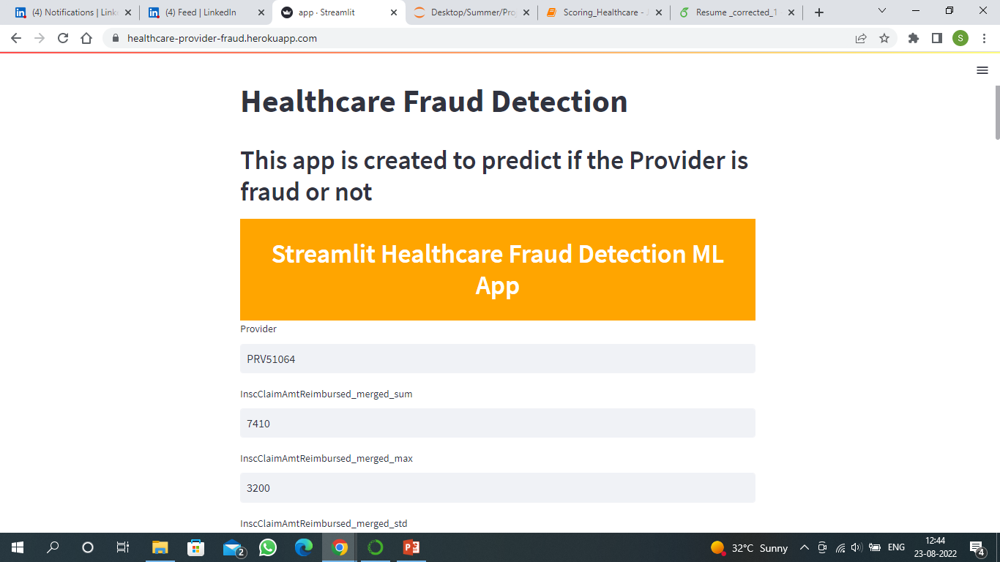 (4) Notifications | Link
(4) Feed | LinkedIn
app · Streamlit
Desktop/Summer/Pro
Scoring_Healthcare -
Resume _corrected_1
healthcare-provider-fraud.herokuapp.com
S
Healthcare Fraud Detection
This app is created to predict if the Provider is
fraud or not
Streamlit Healthcare Fraud Detection ML
App
Provider
PRV51064
InscClaimAmtReimbursed_merged_sum
7410
InscClaimAmtReimbursed_merged_max
3200
InscClaimAmtReimbursed_merged_std
2
32°C Sunny
ENG
12:44
23-08-2022
4